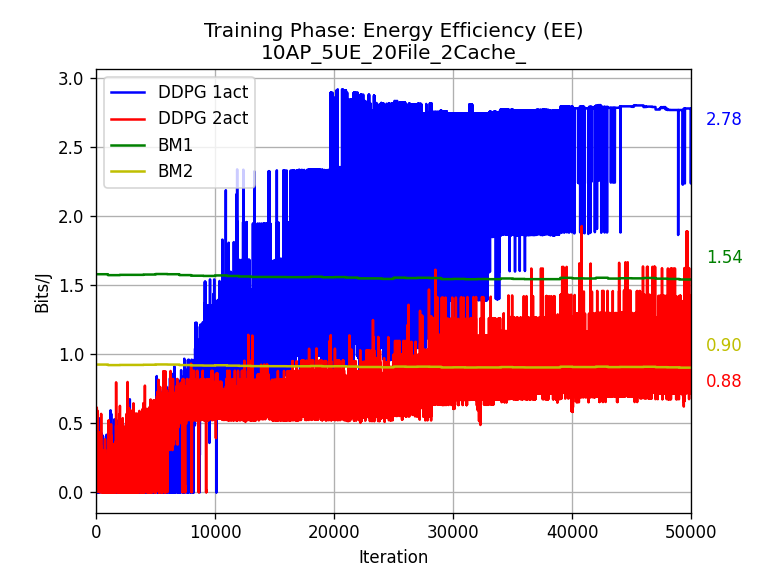 Training Phase: Energy Efficiency (EE)
10AP_5UE_20File_2Cache_
DDPG 1act
DDPG 2act
BM1
BM2
Bits/J
3.0
2.5
2.0
1.5
1.0
0.5
0.0
2.78
1.54
0.90
0.88
0 10000 20000 30000 40000 50000
Iteration